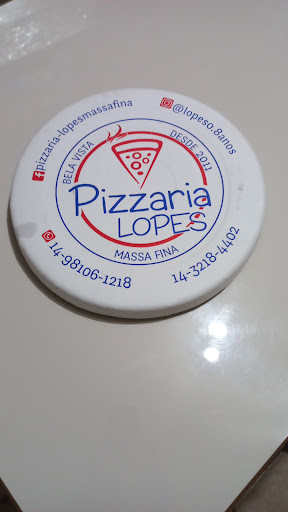 pizzaria-lopesmassafina
@lopeso.8anos
BELA VISTA
DESDE 2011
Pizzaria
LOPES
MASSA FINA
14-98106-1218
14-3218-4402